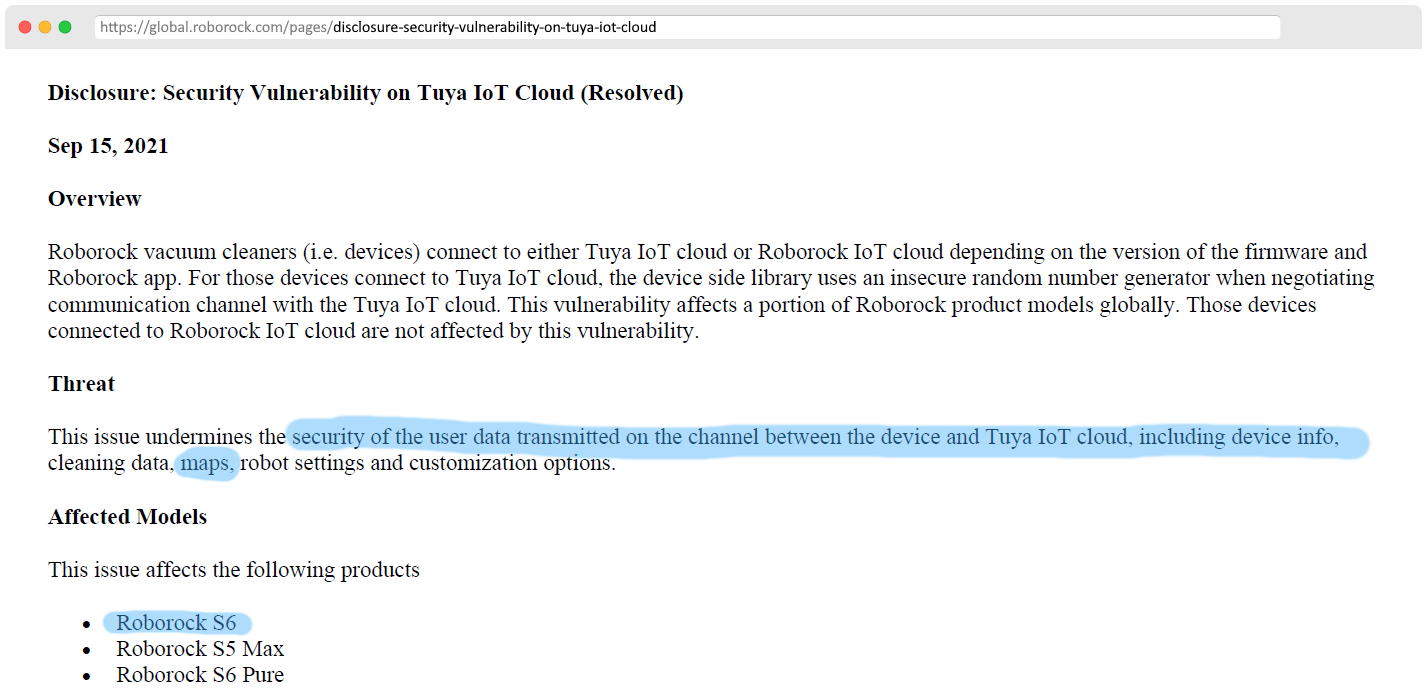 https://global.roborock.com/pages/disclosure-security-vulnerability-on-tuya-iot-cloud
Disclosure: Security Vulnerability on Tuya IoT Cloud (Resolved)
Sep 15, 2021
Overview
Roborock vacuum cleaners (i.e. devices) connect to either Tuya IoT cloud or Roborock IoT cloud depending on the version of the firmware and
Roborock app. For those devices connect to Tuya IoT cloud, the device side library uses an insecure random number generator when negotiating
communication channel with the Tuya IoT cloud. This vulnerability affects a portion of Roborock product models globally. Those devices
connected to Roborock IoT cloud are not affected by this vulnerability.
Threat
This issue undermines the security of the user data transmitted on the channel between the device and Tuya IoT cloud, including device info,
cleaning data, maps, robot settings and customization options.
Affected Models
This issue affects the following products
• Roborock S6
• Roborock S5 Max
• Roborock S6 Pure